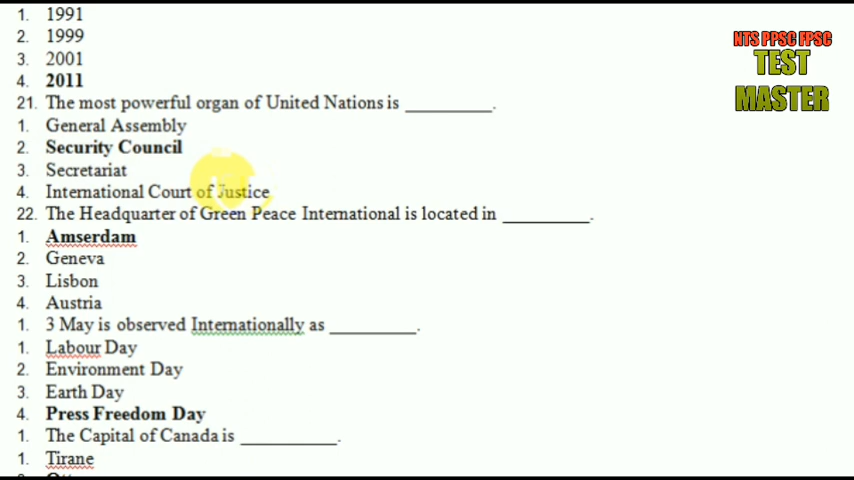 1. 1991
2. 1999
3. 2001
4. 2011
21. The most powerful organ of United Nations is __________.
1. General Assembly
2. Security Council
3. Secretariat
4. International Court of Justice
22. The Headquarter of Green Peace International is located in __________.
1. Amserdam
2. Geneva
3. Lisbon
4. Austria
1. 3 May is observed Internationally as __________.
1. Labour Day
2. Environment Day
3. Earth Day
4. Press Freedom Day
1. The Capital of Canada is ___________.
1. Tirane
NTS PPSC FPSC
TEST
MASTER